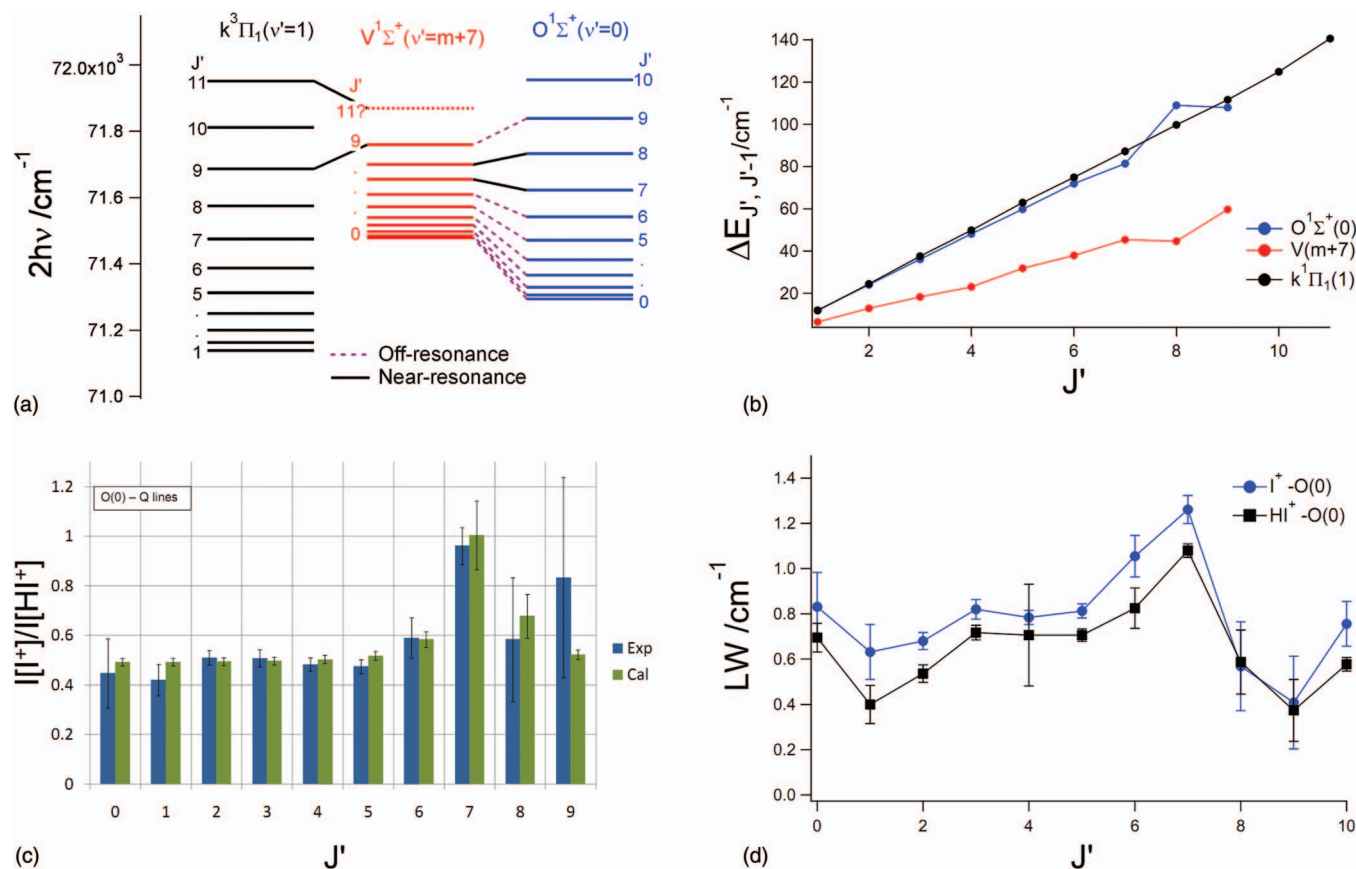 k³Π₁(ν'=1)
V¹Σ⁺(ν'=m+7)
O¹Σ⁺(ν'=0)
2hν /cm⁻¹
72.0x10³
71.8
71.6
71.4
71.2
71.0
J'
11
10
9
8
7
6
5
.
.
1
J'
11?
9
.
.
0
10
9
8
7
6
5
.
.
0
Off-resonance
Near-resonance
(a)
ΔE J', J'-1/cm⁻¹
140
120
100
80
60
40
20
2
4
6
8
10
J'
O¹Σ⁺(0)
V(m+7)
k¹Π₁(1)
(b)
I[I⁺]/I[HI⁺]
O(0) – Q lines
1.2
1
0.8
0.6
0.4
0.2
0
0 1 2 3 4 5 6 7 8 9
J'
Exp
Cal
(c)
LW /cm⁻¹
1.4
1.2
1.0
0.8
0.6
0.4
0.2
0.0
0 2 4 6 8 10
J'
I⁺ -O(0)
HI⁺ -O(0)
(d)